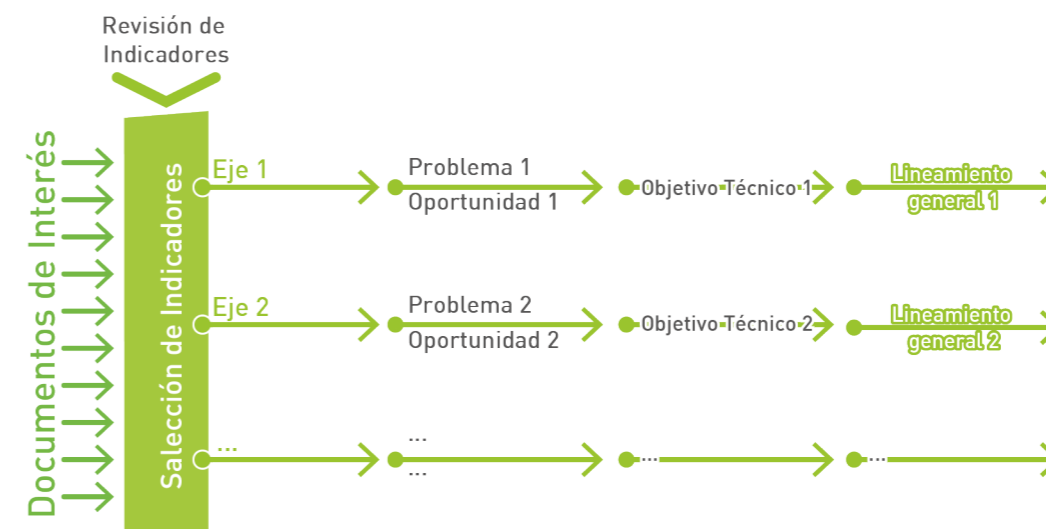 Revisión de
Indicadores
Documentos de Interés
Salección de Indicadores
Eje 1
Problema 1
Oportunidad 1
Objetivo Técnico 1
Lineamiento
general 1
Eje 2
Problema 2
Oportunidad 2
Objetivo Técnico 2
Lineamiento
general 2
...
...
...
...
...